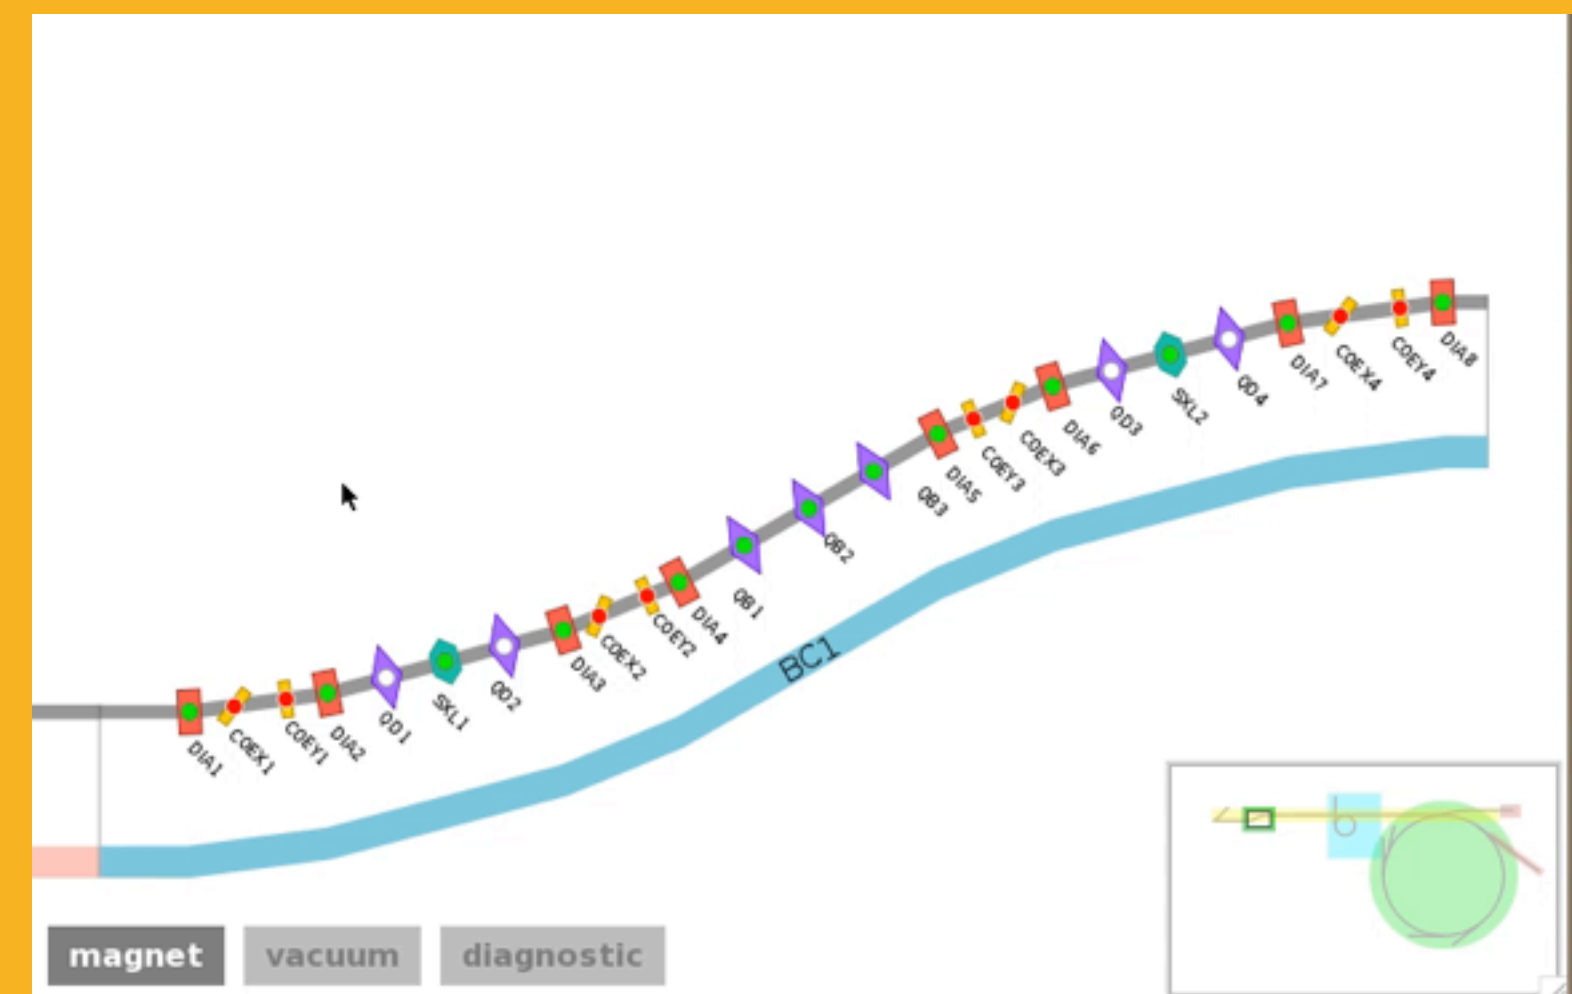 DIA1
COEX1
COEY1
DIA2
QD1
SXL1
QD2
DIA3
COEX2
COEY2
DIA4
QB1
QB2
QB3
DIA5
COEY3
COEX3
DIA6
QD3
SXL2
QD4
DIA7
COEX4
COEY4
DIA8
BC1
magnet
vacuum
diagnostic